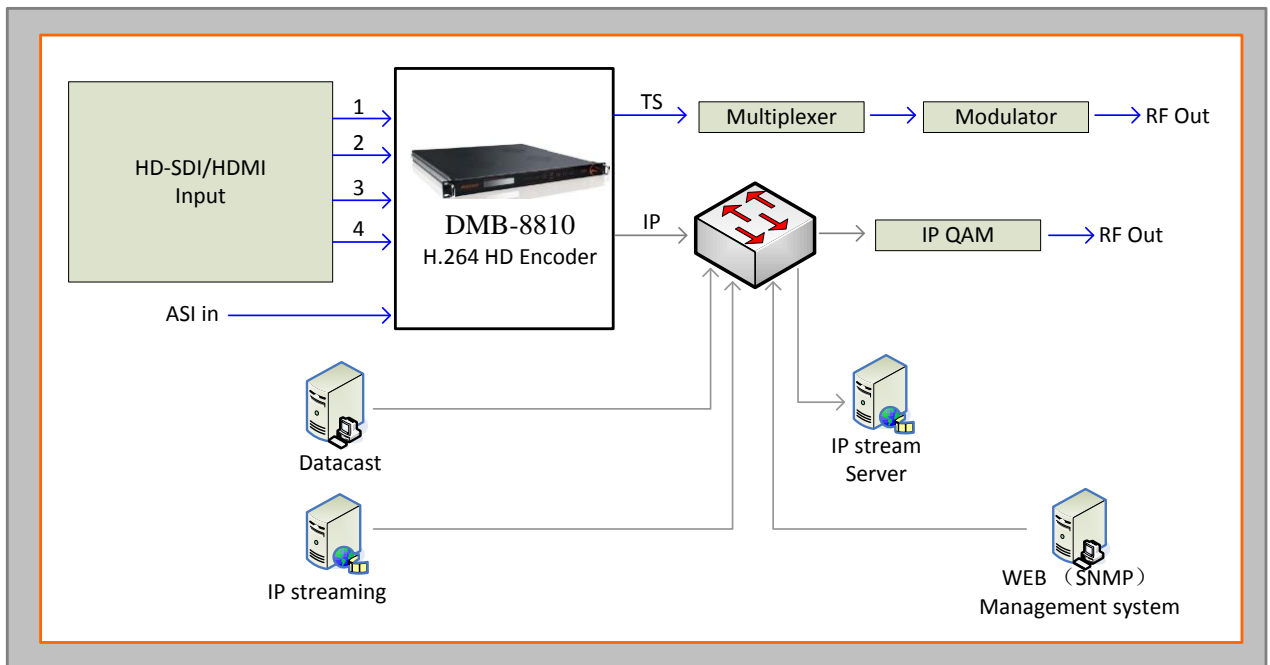 HD-SDI/HDMI
Input
1
2
3
4
ASI in
DMB-8810
H.264 HD Encoder
TS
Multiplexer
Modulator
RF Out
IP
IP QAM
RF Out
Datacast
IP streaming
IP stream
Server
WEB （SNMP）
Management system